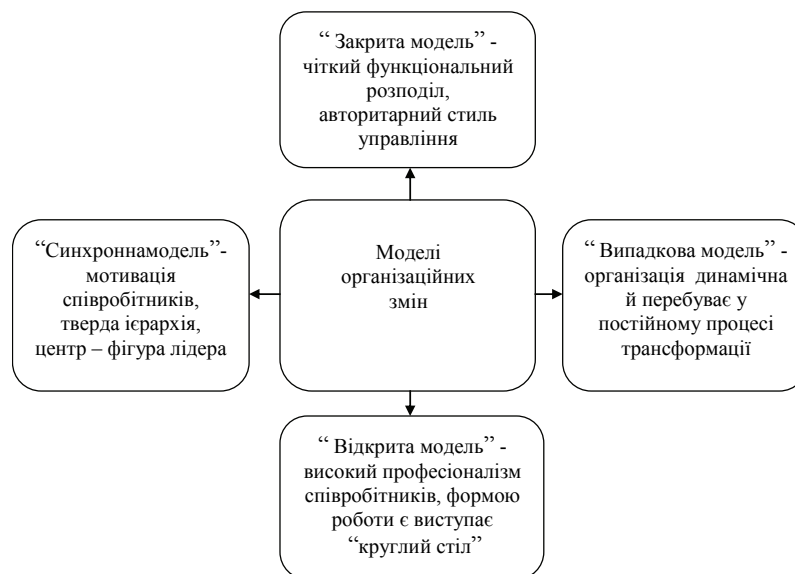 “ Закрита модель” -
чіткий функціональний
розподіл,
авторитарний стиль
управління
“Синхроннамодель”-
мотивація
співробітників,
тверда ієрархія,
центр – фігура лідера
Моделі
організаційних
змін
“ Випадкова модель” -
організація динамічна
й перебуває у
постійному процесі
трансформації
“ Відкрита модель” -
високий професіоналізм
співробітників, формою
роботи є виступає
“круглий стіл”